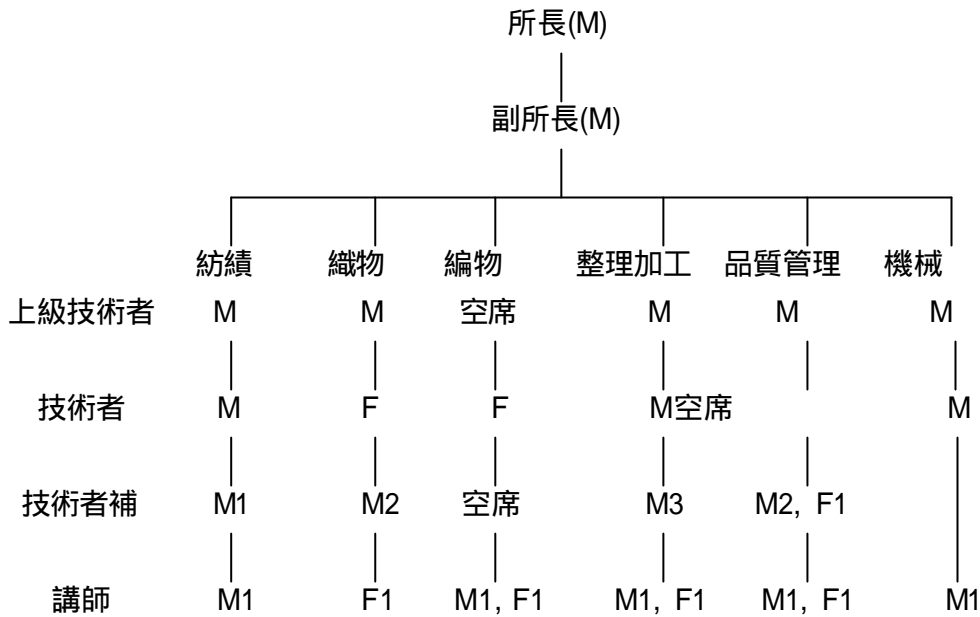 所長(M)
副所長(M)
紡績 織物 編物 整理加工 品質管理 機械
上級技術者 M M 空席 M M M
技術者 M F F M空席 M
技術者補 M1 M2 空席 M3 M2, F1
講師 M1 F1 M1, F1 M1, F1 M1, F1 M1